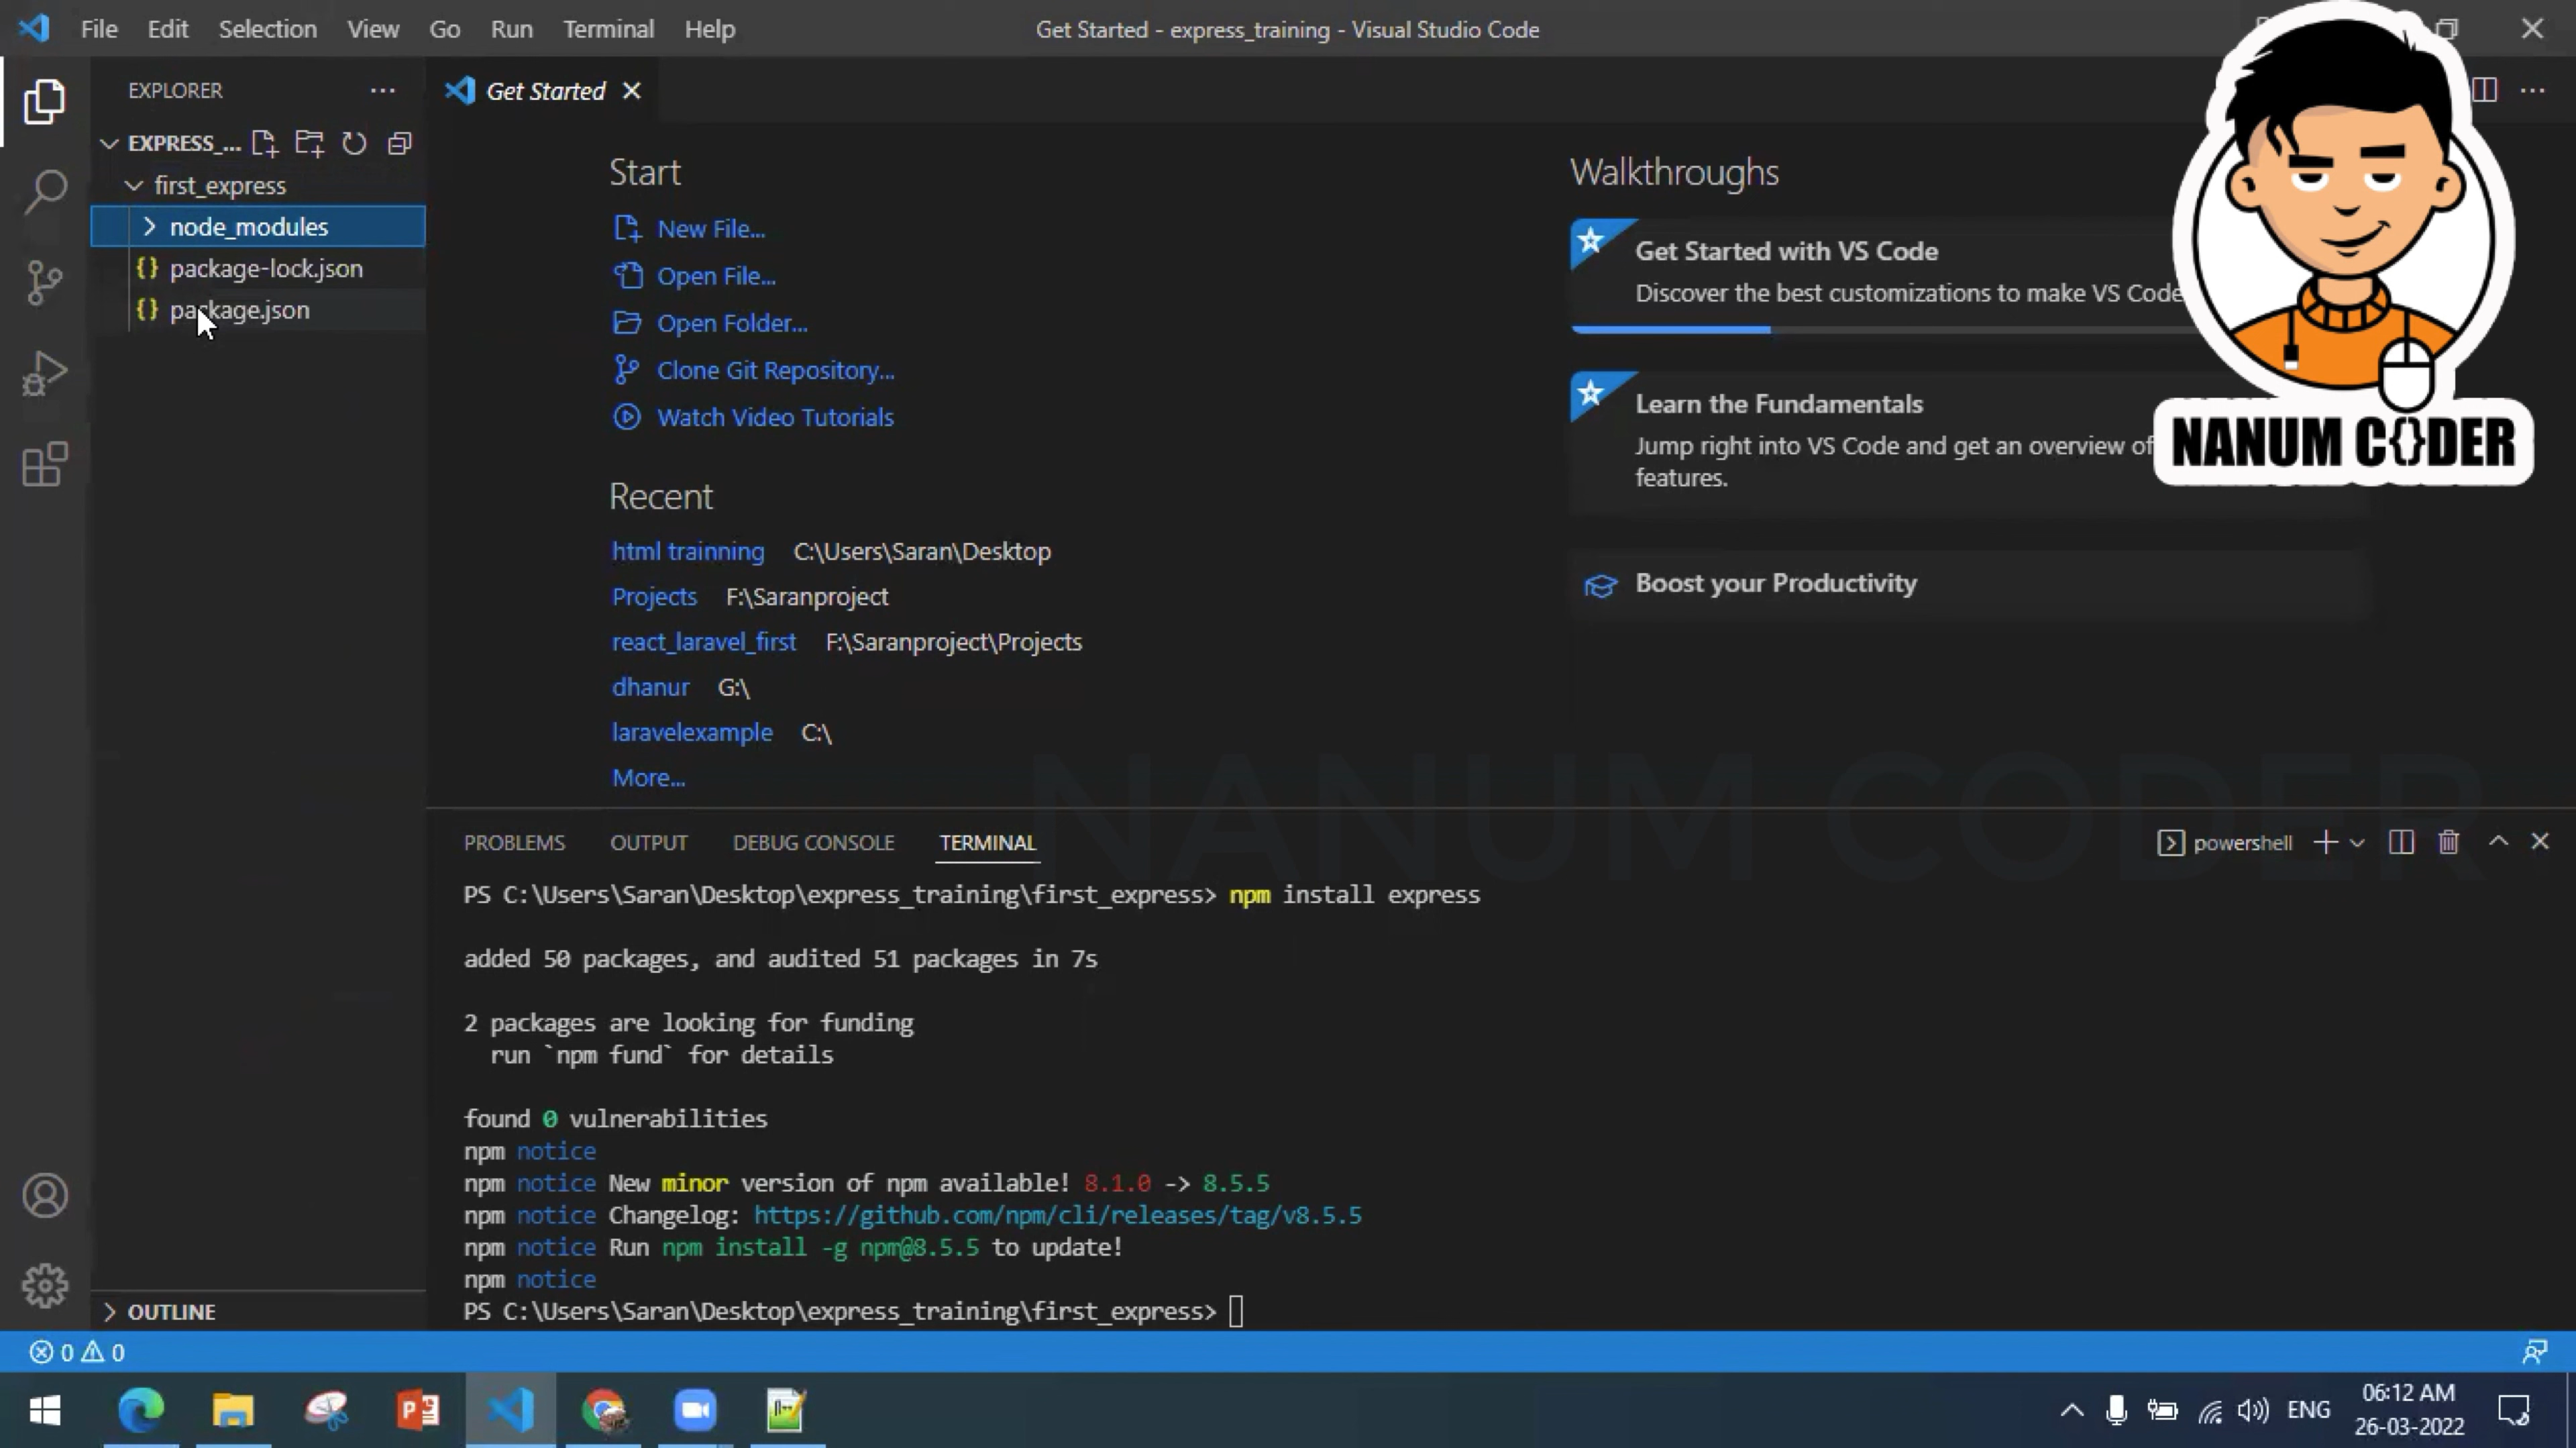 File Edit Selection View Go Run Terminal Help
Get Started - express_training - Visual Studio Code
EXPLORER
Get Started
EXPRESS_...
first_express
node_modules
package-lock.json
package.json
OUTLINE
Start
New File...
Open File...
Open Folder...
Clone Git Repository...
Watch Video Tutorials
Recent
html trainning C:\Users\Saran\Desktop
Projects F:\Saranproject
react_laravel_first F:\Saranproject\Projects
dhanur G:\
laravelexample C:\
More...
Walkthroughs
Get Started with VS Code
Discover the best customizations to make VS Code
Learn the Fundamentals
Jump right into VS Code and get an overview of
features.
Boost your Productivity
NANUM C{}DER
NANUM CODER
PROBLEMS OUTPUT DEBUG CONSOLE TERMINAL
powershell
PS C:\Users\Saran\Desktop\express_training\first_express> npm install express
added 50 packages, and audited 51 packages in 7s
2 packages are looking for funding
run `npm fund` for details
found 0 vulnerabilities
npm notice
npm notice New minor version of npm available! 8.1.0 -> 8.5.5
npm notice Changelog: https://github.com/npm/cli/releases/tag/v8.5.5
npm notice Run npm install -g npm@8.5.5 to update!
npm notice
PS C:\Users\Saran\Desktop\express_training\first_express>
0 0
ENG
06:12 AM
26-03-2022